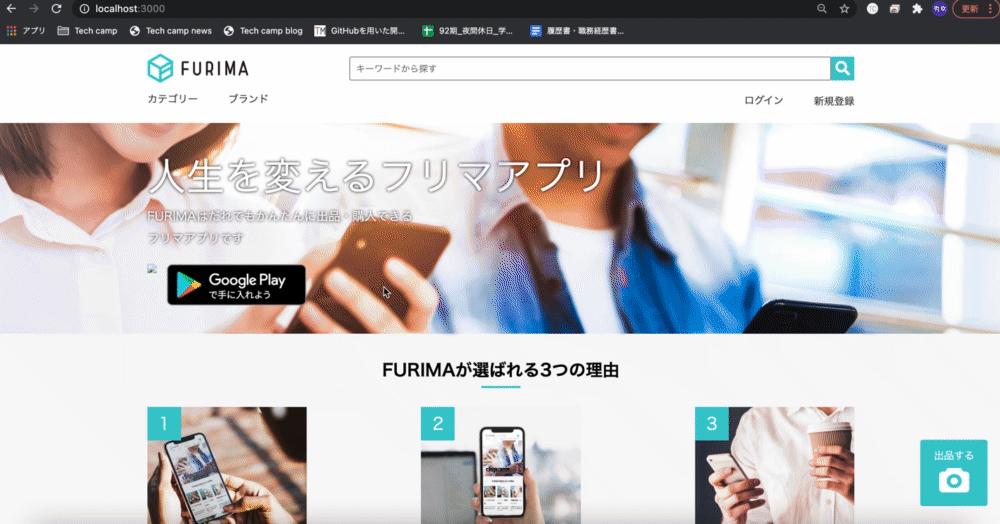 localhost:3000
更新
アプリ
Tech camp
Tech camp news
Tech camp blog
GitHubを用いた開...
92期_夜間休日_学...
履歴書・職務経歴書...
FURIMA
キーワードから探す
カテゴリー
ブランド
ログイン
新規登録
人生を変えるフリマアプリ
FURIMAはだれでもかんたんに出品・購入できる
フリマアプリです
Google Play
で手に入れよう
FURIMAが選ばれる3つの理由
1
2
3
出品する